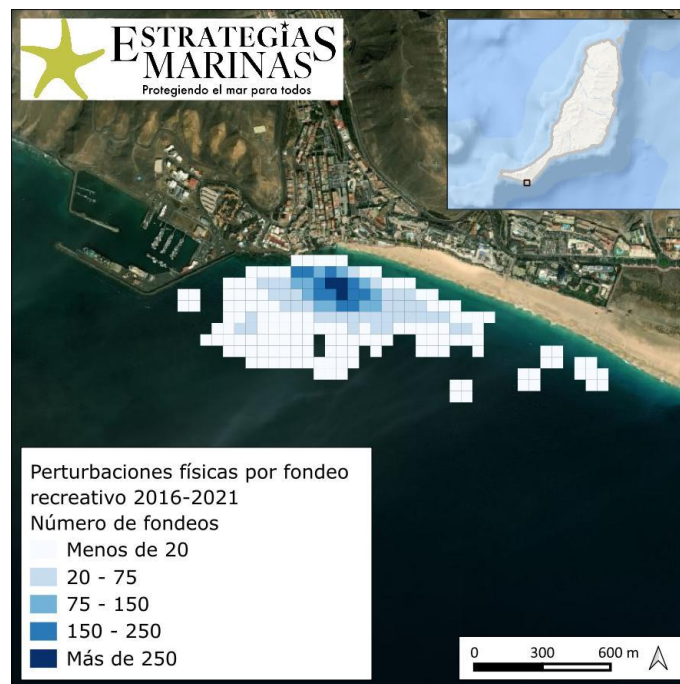 ESTRATEGIAS
MARINAS
Protegiendo el mar para todos
Perturbaciones físicas por fondeo
recreativo 2016-2021
Número de fondeos
Menos de 20
20 - 75
75 - 150
150 - 250
Más de 250
0 300 600 m